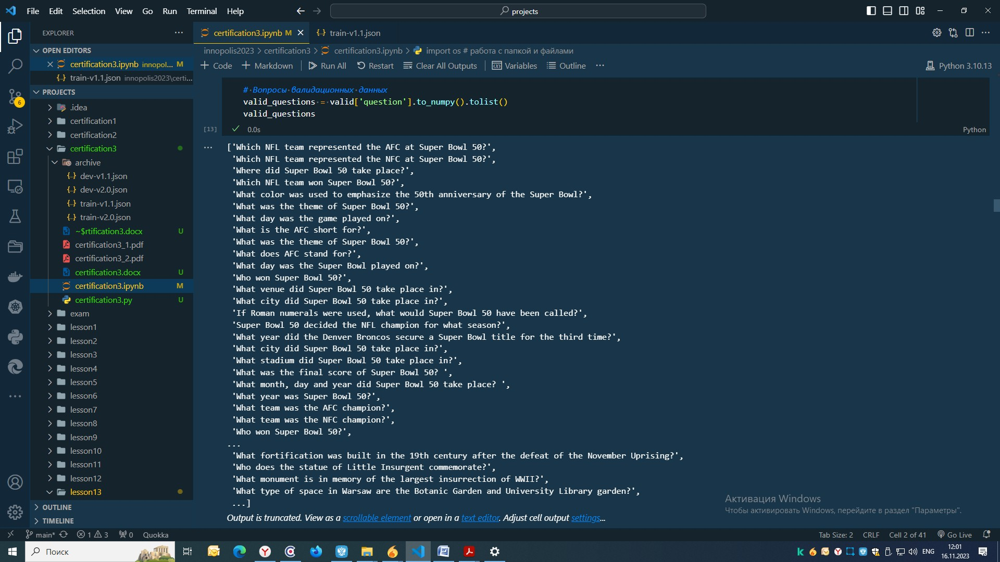 File Edit Selection View Go Run Terminal Help
projects
EXPLORER
OPEN EDITORS
certification3.ipynb innopol... M
train-v1.1.json innopolis2023\certi...
PROJECTS
.idea
certification1
certification2
certification3
archive
dev-v1.1.json
dev-v2.0.json
train-v1.1.json
train-v2.0.json
~$rtification3.docx U
certification3_1.pdf
certification3_2.pdf
certification3.docx U
certification3.ipynb M
certification3.py U
exam
lesson1
lesson2
lesson3
lesson4
lesson5
lesson6
lesson7
lesson8
lesson9
lesson10
lesson11
lesson12
lesson13
OUTLINE
TIMELINE
6
certification3.ipynb M
train-v1.1.json
innopolis2023 > certification3 > certification3.ipynb > import os # работа с папкой и файлами
Code Markdown Run All Restart Clear All Outputs Variables Outline ...
Python 3.10.13
# Вопросы валидационных данных
valid_questions = valid['question'].to_numpy().tolist()
valid_questions
[13] 0.0s
Python
['Which NFL team represented the AFC at Super Bowl 50?',
'Which NFL team represented the NFC at Super Bowl 50?',
'Where did Super Bowl 50 take place?',
'Which NFL team won Super Bowl 50?',
'What color was used to emphasize the 50th anniversary of the Super Bowl?',
'What was the theme of Super Bowl 50?',
'What day was the game played on?',
'What is the AFC short for?',
'What was the theme of Super Bowl 50?',
'What does AFC stand for?',
'What day was the Super Bowl played on?',
'Who won Super Bowl 50?',
'What venue did Super Bowl 50 take place in?',
'What city did Super Bowl 50 take place in?',
'If Roman numerals were used, what would Super Bowl 50 have been called?',
'Super Bowl 50 decided the NFL champion for what season?',
'What year did the Denver Broncos secure a Super Bowl title for the third time?',
'What city did Super Bowl 50 take place in?',
'What stadium did Super Bowl 50 take place in?',
'What was the final score of Super Bowl 50? ',
'What month, day and year did Super Bowl 50 take place? ',
'What year was Super Bowl 50?',
'What team was the AFC champion?',
'What team was the NFC champion?',
'Who won Super Bowl 50?',
...
'What fortification was built in the 19th century after the defeat of the November Uprising?',
'Who does the statue of Little Insurgent commemorate?',
'What monument is in memory of the largest insurrection of WWII?',
'What type of space in Warsaw are the Botanic Garden and University Library garden?',
...]
Output is truncated. View as a scrollable element or open in a text editor. Adjust cell output settings...
Активация Windows
Чтобы активировать Windows, перейдите в раздел "Параметры".
main* 1 3 0 Quokka
Tab Size: 2 CRLF Cell 2 of 41 Go Live
Поиск
ENG
12:01
16.11.2023